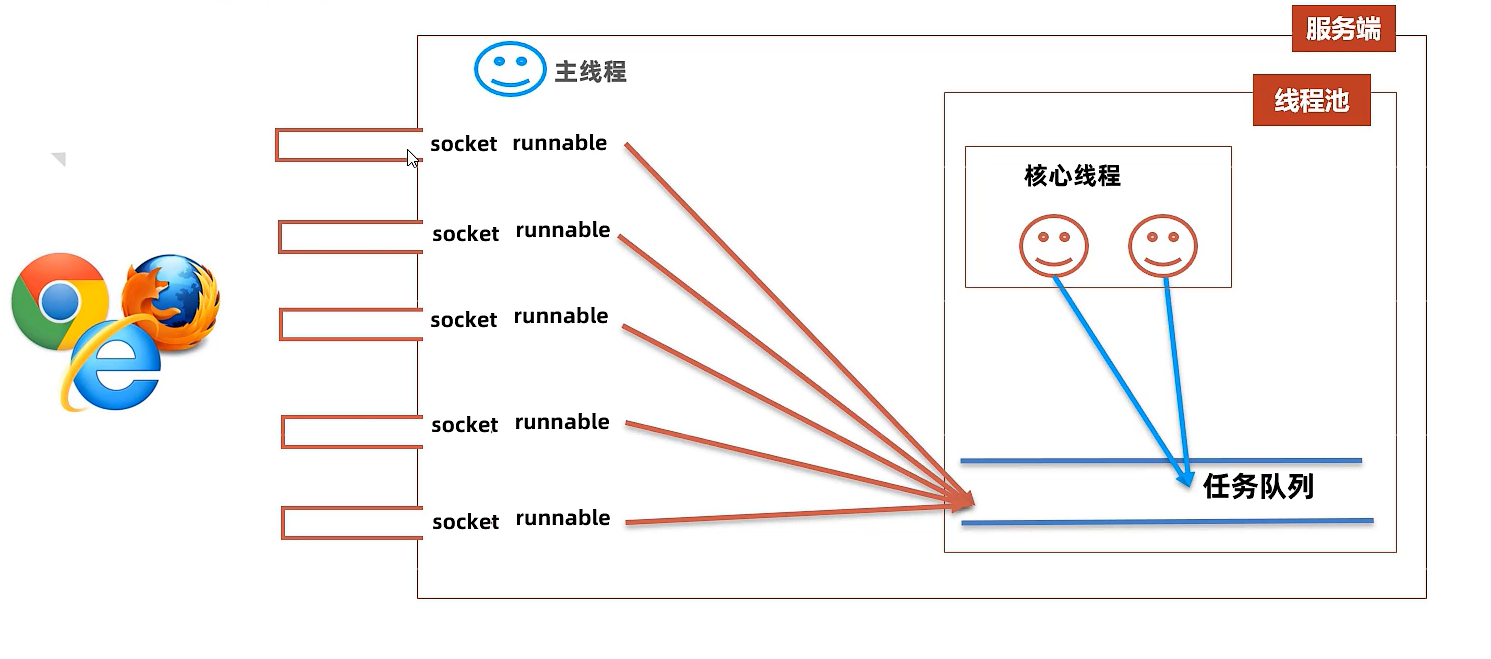 服务端
主线程
线程池
socket runnable
核心线程
socket runnable
socket runnable
socket runnable
任务队列
socket runnable